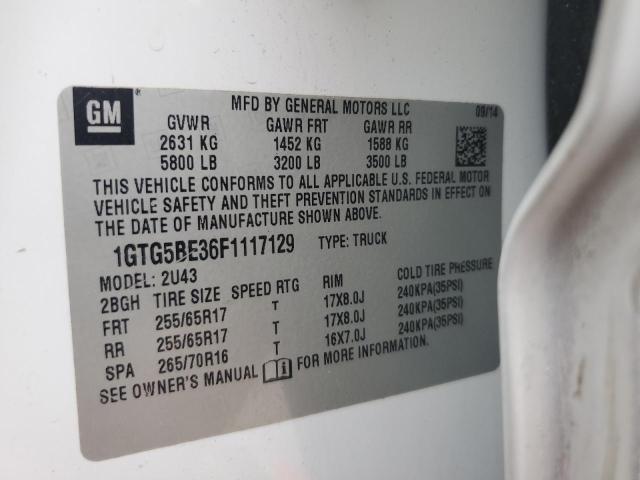 GM ® MFD BY GENERAL MOTORS LLC 09/14
GVWR GAWR FRT GAWR RR
2631 KG 1452 KG 1588 KG
5800 LB 3200 LB 3500 LB
THIS VEHICLE CONFORMS TO ALL APPLICABLE U.S. FEDERAL MOTOR
VEHICLE SAFETY AND THEFT PREVENTION STANDARDS IN EFFECT ON
THE DATE OF MANUFACTURE SHOWN ABOVE.
1GTG5BE36F1117129 TYPE: TRUCK
MODEL: 2U43
2BGH TIRE SIZE SPEED RTG RIM COLD TIRE PRESSURE
FRT 255/65R17 T 17X8.0J 240KPA(35PSI)
RR 255/65R17 T 17X8.0J 240KPA(35PSI)
SPA 265/70R16 T 16X7.0J 240KPA(35PSI)
SEE OWNER'S MANUAL FOR MORE INFORMATION.